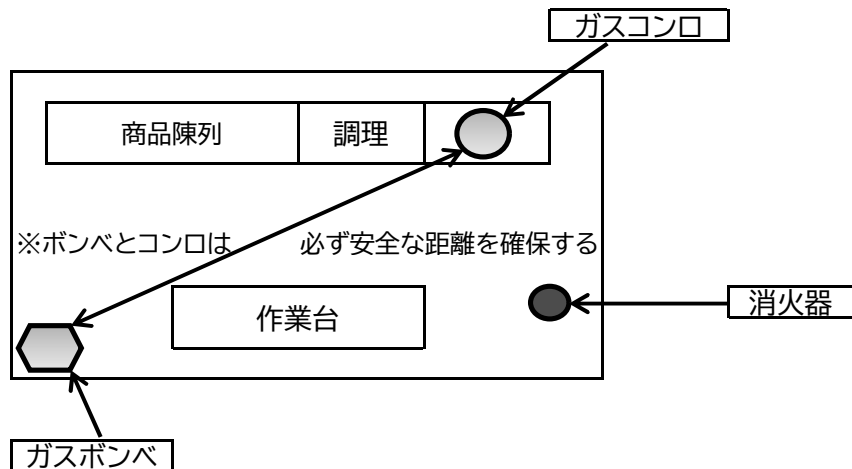 ガスコンロ
商品陳列
調理
※ボンベとコンロは 必ず安全な距離を確保する
消火器
作業台
ガスボンベ